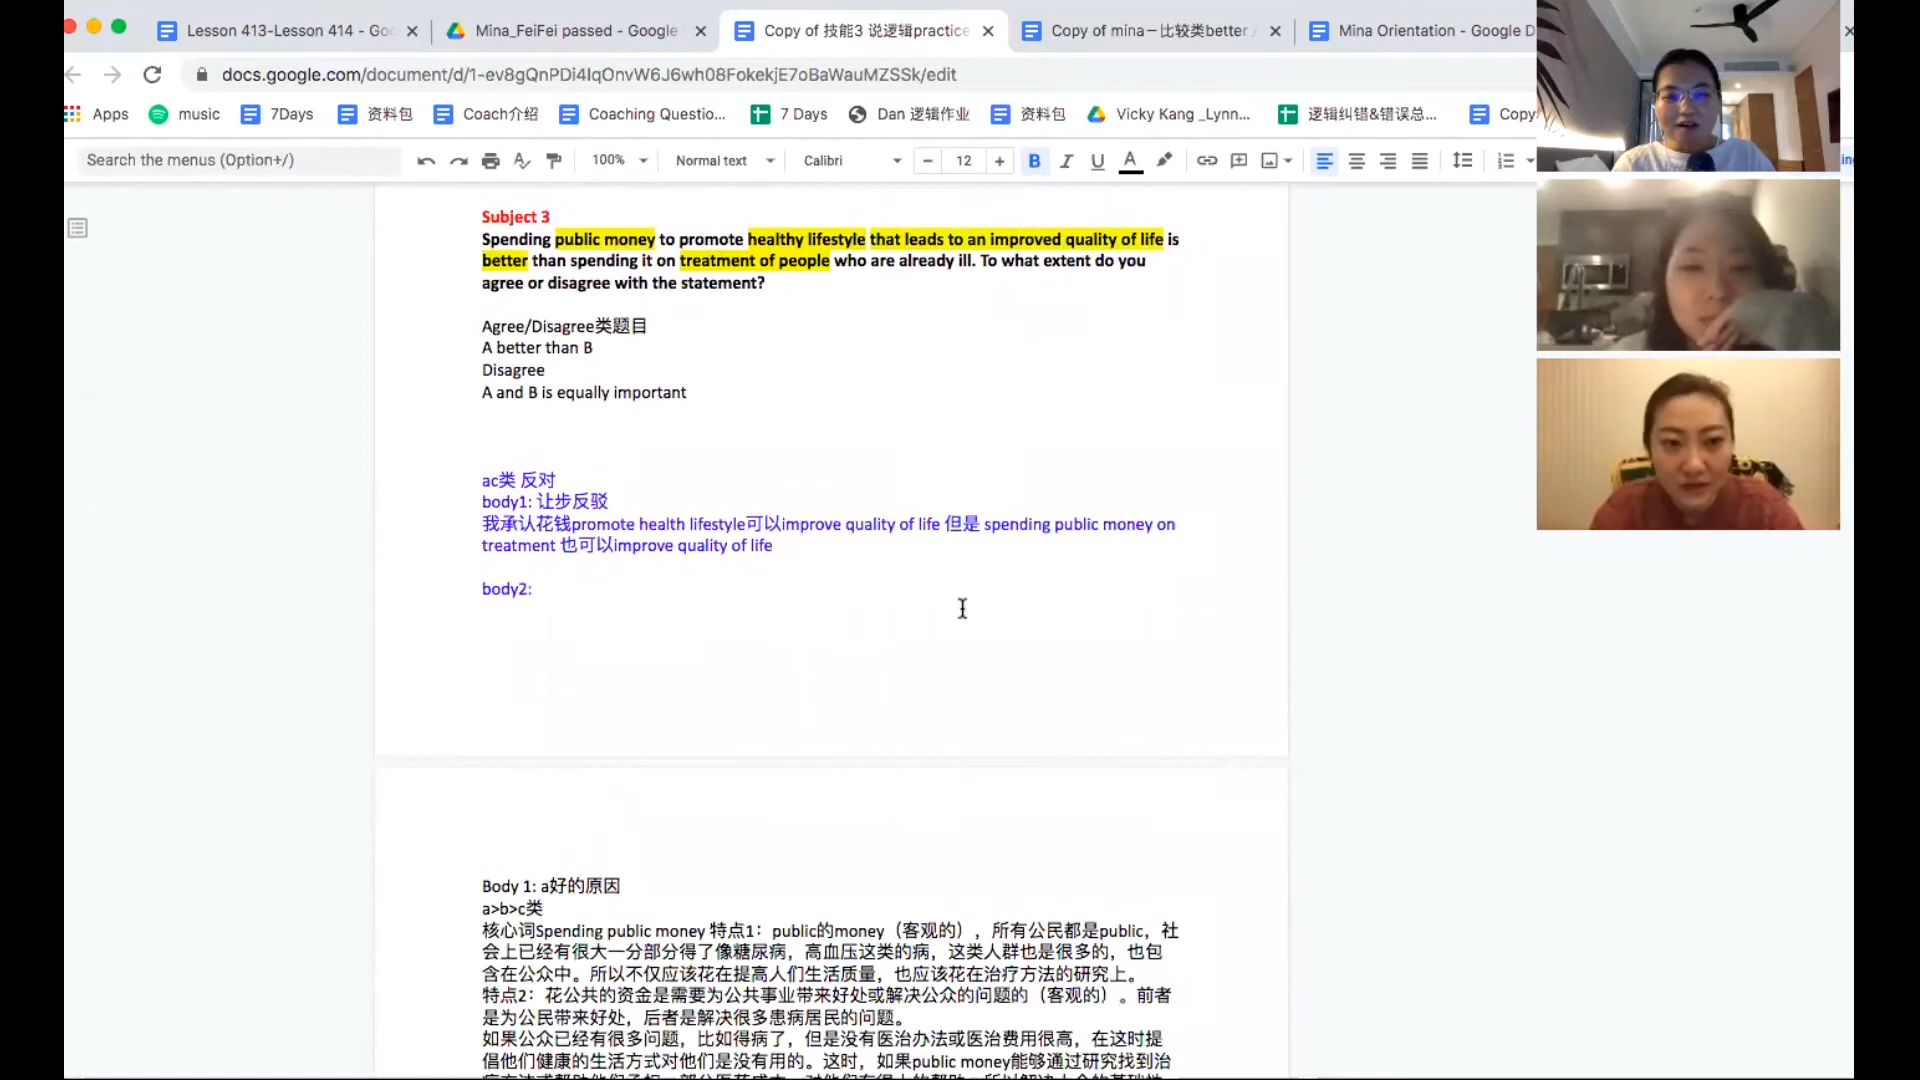 Lesson 413-Lesson 414 - Goo
Mina_FeiFei passed - Google
Copy of 技能3 说逻辑practice
Copy of mina－比较类better /
Mina Orientation - Google D
docs.google.com/document/d/1-ev8gQnPDi4IqOnvW6J6wh08FokekjE7oBaWauMZSSk/edit
Apps
music
7Days
资料包
Coach介绍
Coaching Questio...
7 Days
Dan 逻辑作业
资料包
Vicky Kang _Lynn...
逻辑纠错&错误总...
Copy
Search the menus (Option+/)
100%
Normal text
Calibri
12
B I U A
Subject 3
Spending public money to promote healthy lifestyle that leads to an improved quality of life is
better than spending it on treatment of people who are already ill. To what extent do you
agree or disagree with the statement?
Agree/Disagree类题目
A better than B
Disagree
A and B is equally important
ac类 反对
body1: 让步反驳
我承认花钱promote health lifestyle可以improve quality of life 但是 spending public money on
treatment 也可以improve quality of life
body2:
Body 1: a好的原因
a>b>c类
核心词Spending public money 特点1：public的money（客观的），所有公民都是public，社
会上已经有很大一分部分得了像糖尿病，高血压这类的病，这类人群也是很多的，也包
含在公众中。所以不仅应该花在提高人们生活质量，也应该花在治疗方法的研究上。
特点2：花公共的资金是需要为公共事业带来好处或解决公众的问题的（客观的）。前者
是为公民带来好处，后者是解决很多患病居民的问题。
如果公众已经有很多问题，比如得病了，但是没有医治办法或医治费用很高，在这时提
倡他们健康的生活方式对他们是没有用的。这时，如果public money能够通过研究找到治